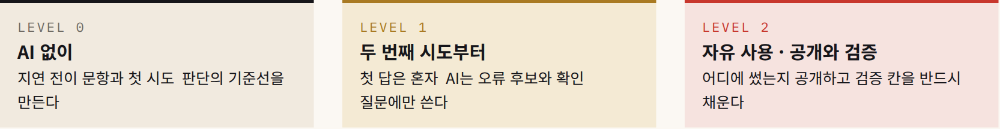 LEVEL 0
AI 없이
지연 전이 문항과 첫 시도 판단의 기준선을
만든다
LEVEL 1
두 번째 시도부터
첫 답은 혼자 AI는 오류 후보와 확인
질문에만 쓴다
LEVEL 2
자유 사용 · 공개와 검증
어디에 썼는지 공개하고 검증 칸을 반드시
채운다